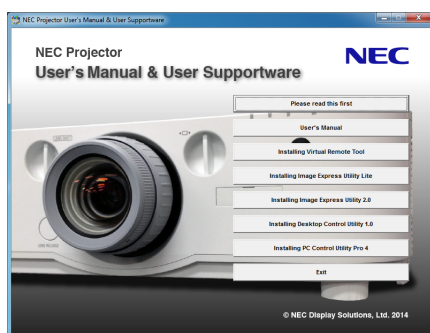 NEC Projector User's Manual & User Supportware
NEC Projector
NEC
User's Manual & User Supportware
Please read this first
User's Manual
Installing Virtual Remote Tool
Installing Image Express Utility Lite
Installing Image Express Utility 2.0
Installing Desktop Control Utility 1.0
Installing PC Control Utility Pro 4
Exit
© NEC Display Solutions, Ltd. 2014